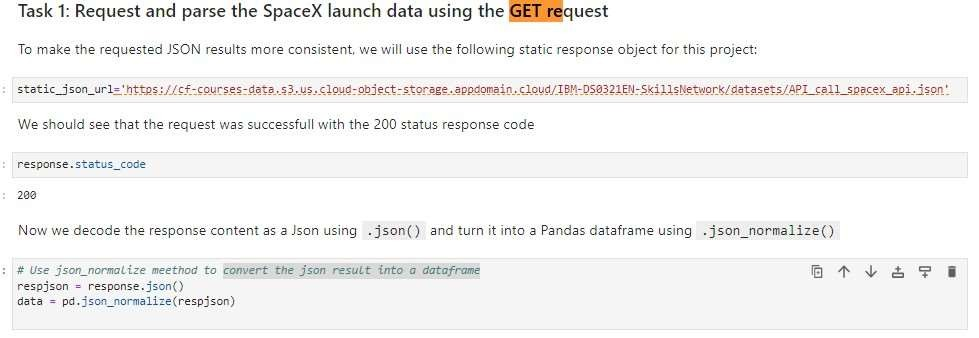 Task 1: Request and parse the SpaceX launch data using the GET request
To make the requested JSON results more consistent, we will use the following static response object for this project:
: static_json_url='https://cf-courses-data.s3.us.cloud-object-storage.appdomain.cloud/IBM-DS0321EN-SkillsNetwork/datasets/API_call_spacex_api.json'
We should see that the request was successfull with the 200 status response code
: response.status_code
: 200
Now we decode the response content as a Json using .json() and turn it into a Pandas dataframe using .json_normalize()
: # Use json_normalize meethod to convert the json result into a dataframe
respjson = response.json()
data = pd.json_normalize(respjson)